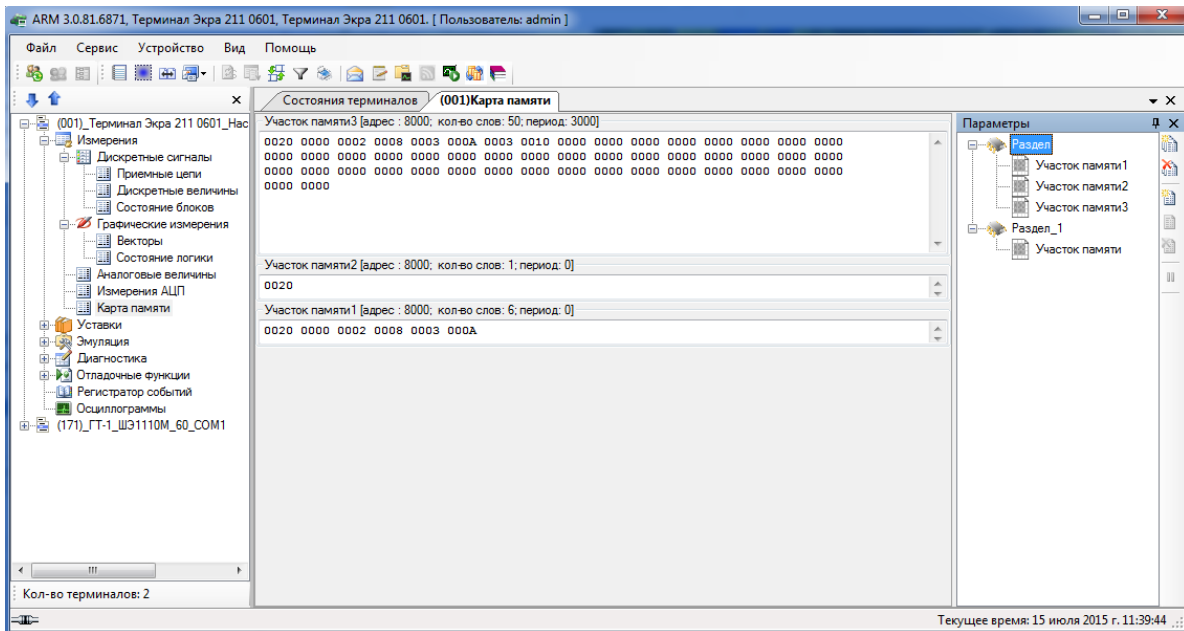 ARM 3.0.81.6871, Терминал Экра 211 0601, Терминал Экра 211 0601. [ Пользователь: admin ]
Файл Сервис Устройство Вид Помощь
Состояния терминалов (001)Карта памяти
(001)_Терминал Экра 211 0601_Нас
Измерения
Дискретные сигналы
Приемные цепи
Дискретные величины
Состояние блоков
Графические измерения
Векторы
Состояние логики
Аналоговые величины
Измерения АЦП
Карта памяти
Уставки
Эмуляция
Диагностика
Отладочные функции
Регистратор событий
Осциллограммы
(171)_ГТ-1_ШЭ1110М_60_COM1
Кол-во терминалов: 2
Участок памяти3 [адрес : 8000; кол-во слов: 50; период: 3000]
0020 0000 0002 0008 0003 000A 0003 0010 0000 0000 0000 0000 0000 0000 0000 0000
0000 0000 0000 0000 0000 0000 0000 0000 0000 0000 0000 0000 0000 0000 0000 0000
0000 0000 0000 0000 0000 0000 0000 0000 0000 0000 0000 0000 0000 0000 0000 0000
0000 0000
Участок памяти2 [адрес : 8000; кол-во слов: 1; период: 0]
0020
Участок памяти1 [адрес : 8000; кол-во слов: 6; период: 0]
0020 0000 0002 0008 0003 000A
Параметры
Раздел
Участок памяти1
Участок памяти2
Участок памяти3
Раздел_1
Участок памяти
Текущее время: 15 июля 2015 г. 11:39:44